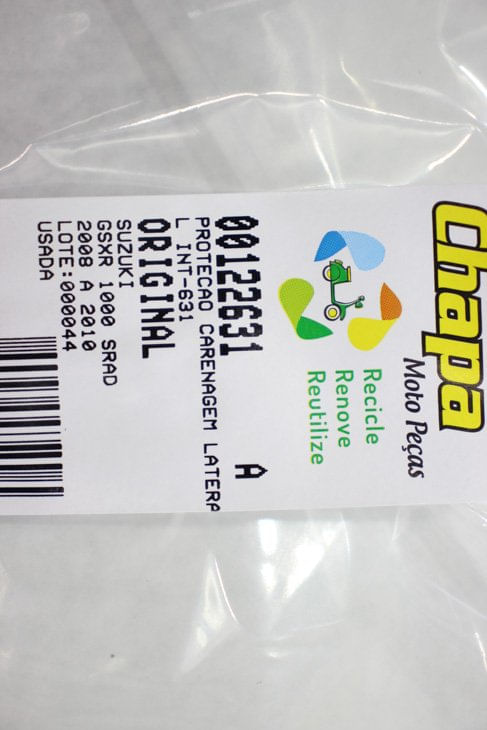 Chapa
Moto Peças
Recicle
Renove
Reutilize
00122631 A
PROTECAO CARENAGEM LATERA
L INT-631
ORIGINAL
SUZUKI
GSXR 1000 SRAD
2008 A 2010
LOTE:0000044
USADA